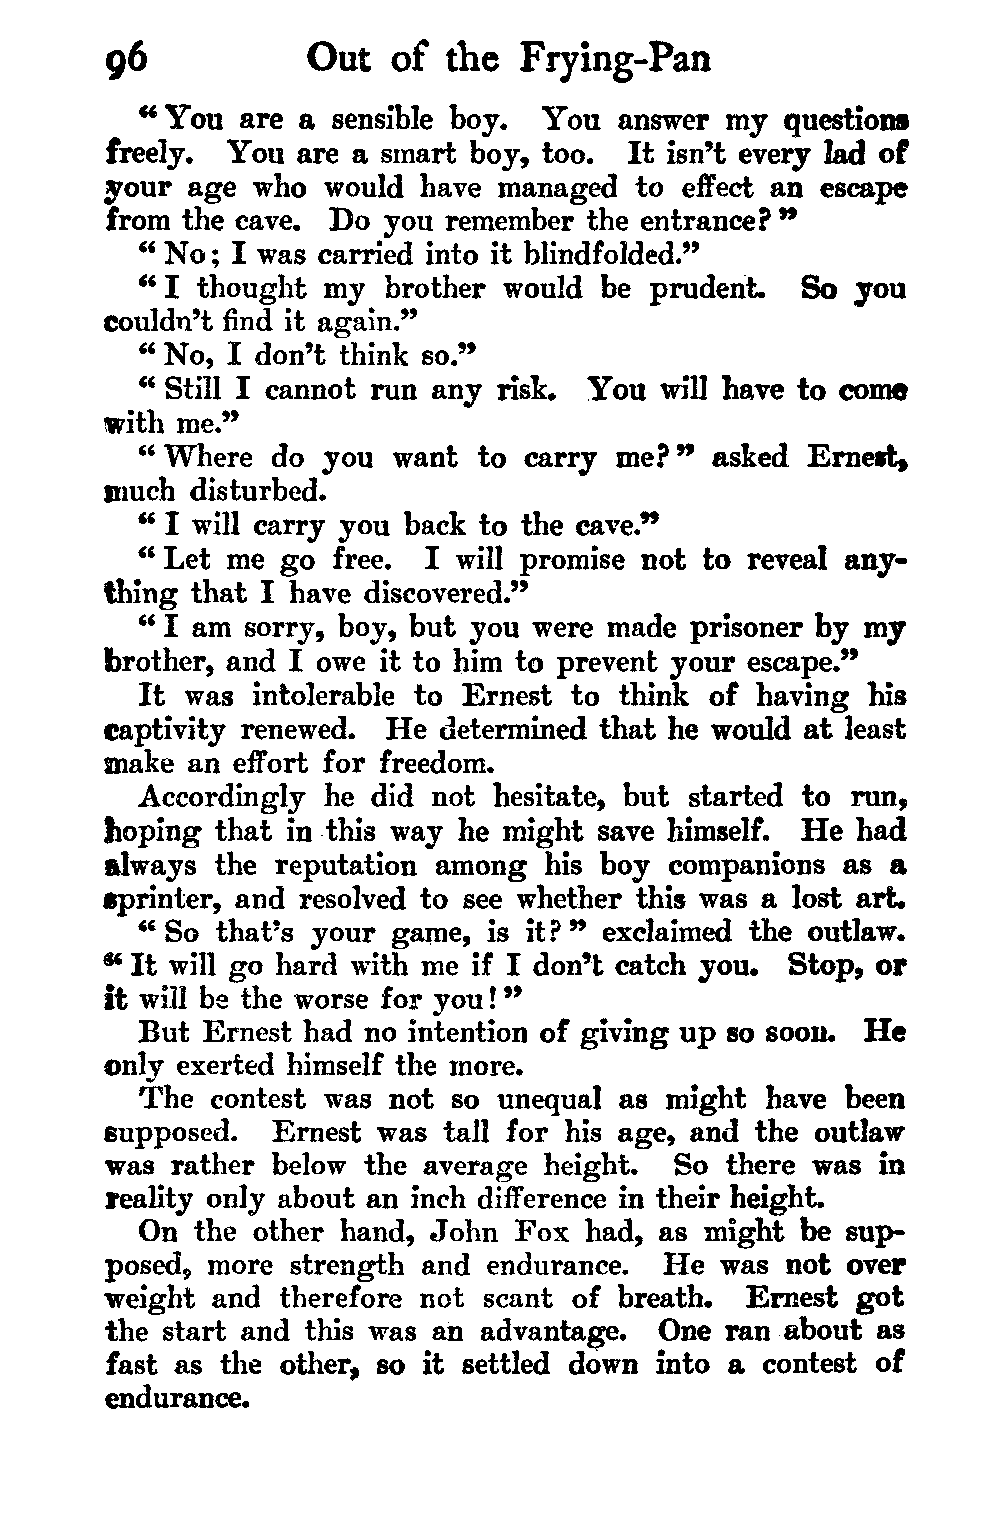 96 Out of the Frying-Pan
“You are a sensible boy. You answer my questions
freely. You are a smart boy, too. It isn’t every lad of
your age who would have managed to effect an escape
from the cave. Do you remember the entrance?”
“No; I was carried into it blindfolded.”
“I thought my brother would be prudent. So you
couldn’t find it again.”
“No, I don’t think so.”
“Still I cannot run any risk. You will have to come
with me.”
“Where do you want to carry me?” asked Ernest,
much disturbed.
“I will carry you back to the cave.”
“Let me go free. I will promise not to reveal any-
thing that I have discovered.”
“I am sorry, boy, but you were made prisoner by my
brother, and I owe it to him to prevent your escape.”
It was intolerable to Ernest to think of having his
captivity renewed. He determined that he would at least
make an effort for freedom.
Accordingly he did not hesitate, but started to run,
hoping that in this way he might save himself. He had
always the reputation among his boy companions as a
sprinter, and resolved to see whether this was a lost art.
“So that’s your game, is it?” exclaimed the outlaw.
“It will go hard with me if I don’t catch you. Stop, or
it will be the worse for you!”
But Ernest had no intention of giving up so soon. He
only exerted himself the more.
The contest was not so unequal as might have been
supposed. Ernest was tall for his age, and the outlaw
was rather below the average height. So there was in
reality only about an inch difference in their height.
On the other hand, John Fox had, as might be sup-
posed, more strength and endurance. He was not over
weight and therefore not scant of breath. Ernest got
the start and this was an advantage. One ran about as
fast as the other, so it settled down into a contest of
endurance.